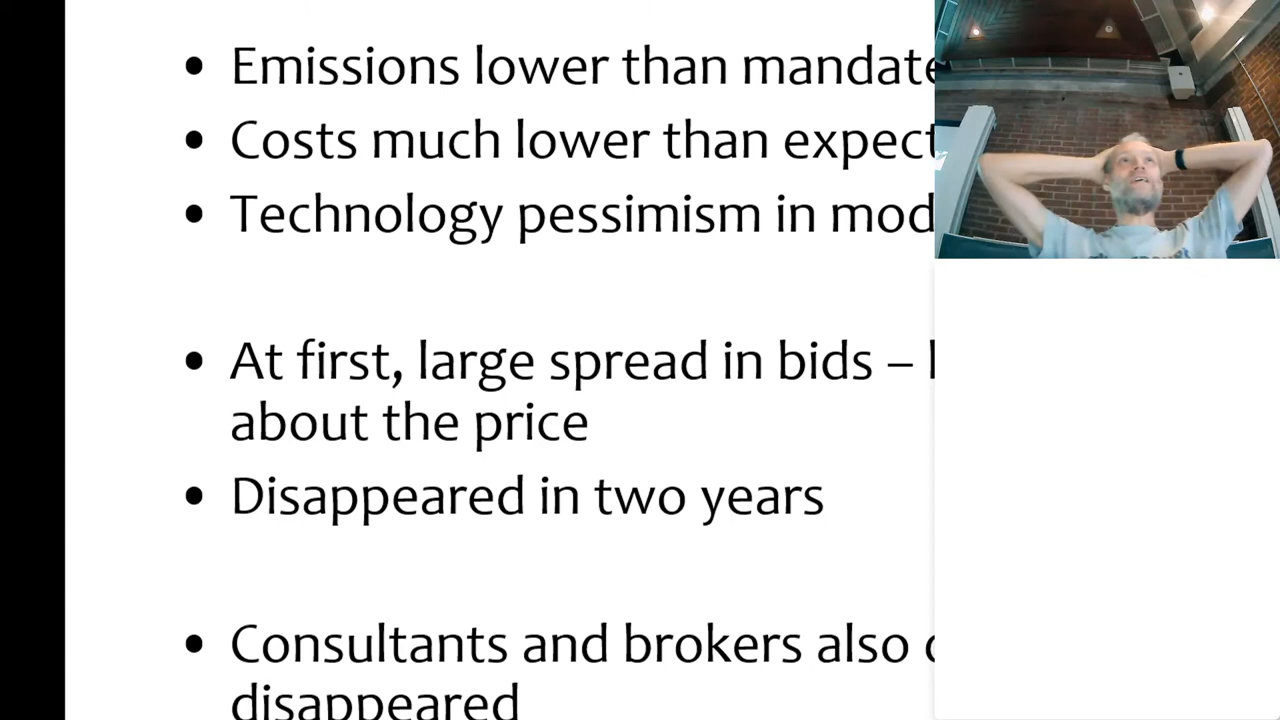 • Emissions lower than mandate
• Costs much lower than expect
• Technology pessimism in mod
• At first, large spread in bids –
about the price
• Disappeared in two years
• Consultants and brokers also
disappeared